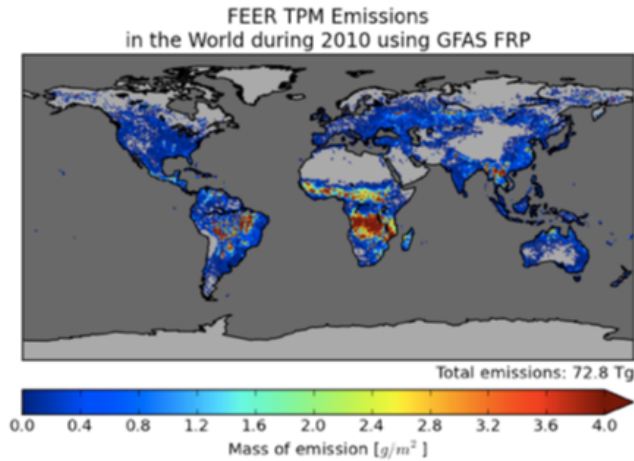 FEER TPM Emissions
in the World during 2010 using GFAS FRP
Total emissions: 72.8 Tg
0.0 0.4 0.8 1.2 1.6 2.0 2.4 2.8 3.2 3.6 4.0
Mass of emission [g/m² ]